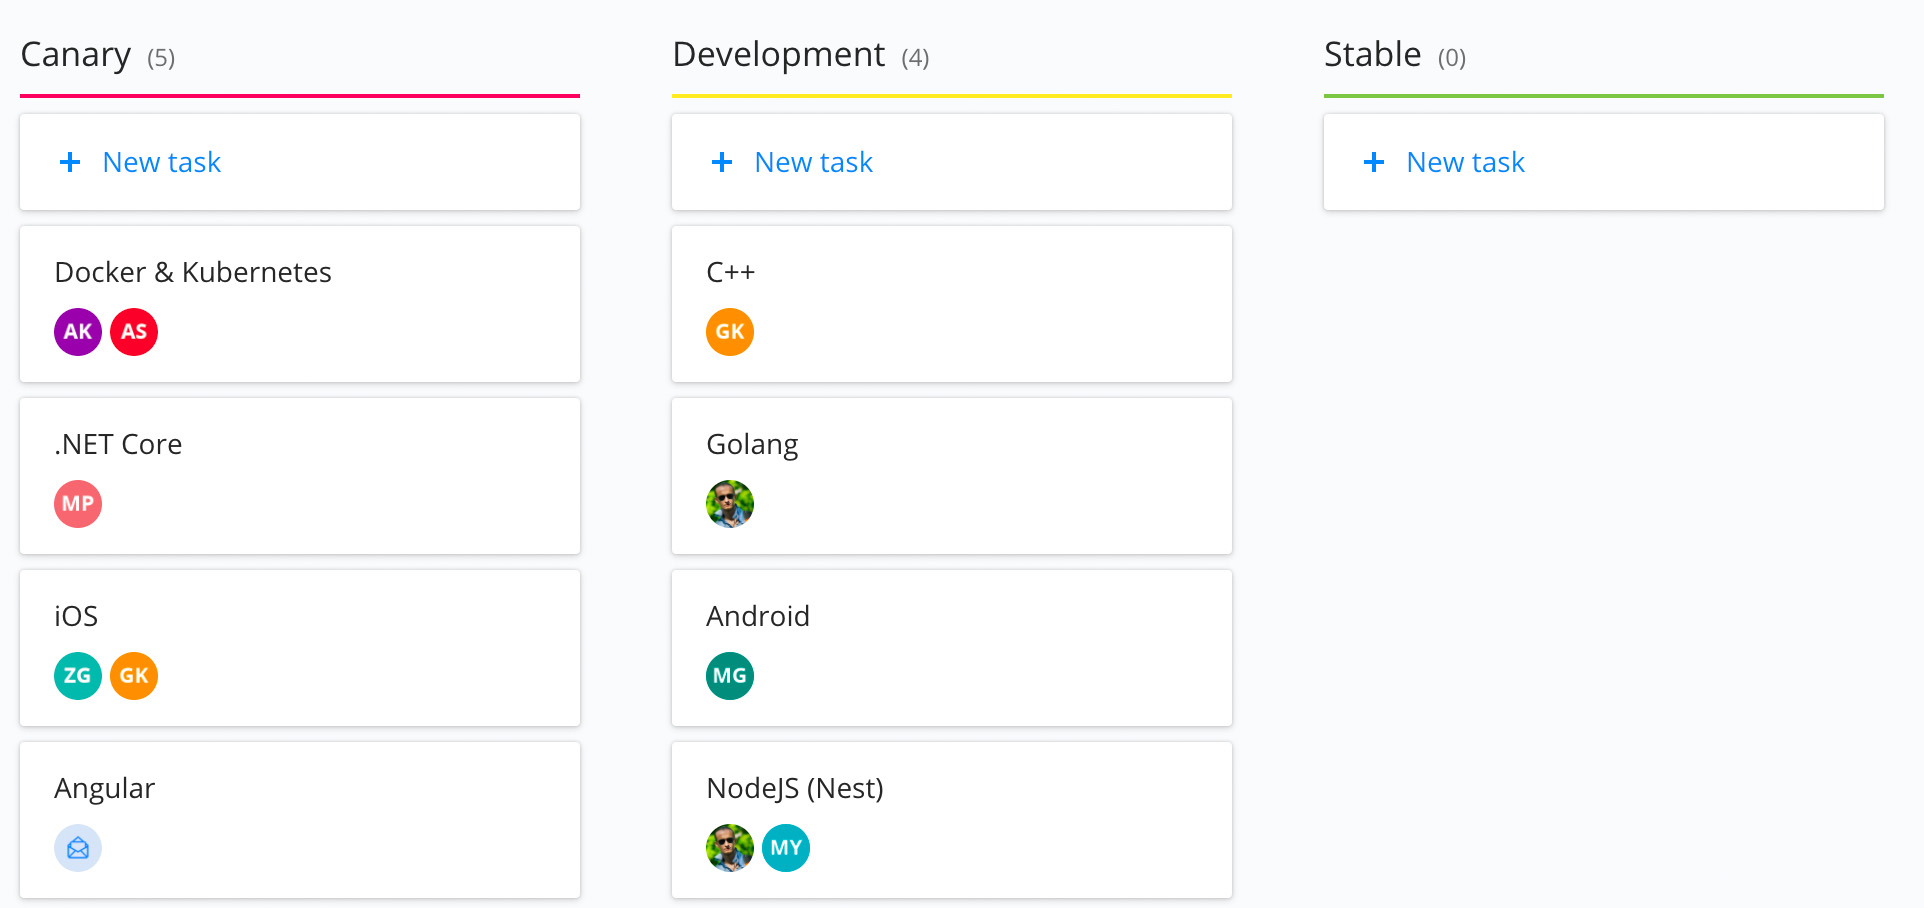 Canary (5)
+ New task
Docker & Kubernetes
AK AS
.NET Core
MP
iOS
ZG GK
Angular
Development (4)
+ New task
C++
GK
Golang
Android
MG
NodeJS (Nest)
MY
Stable (0)
+ New task